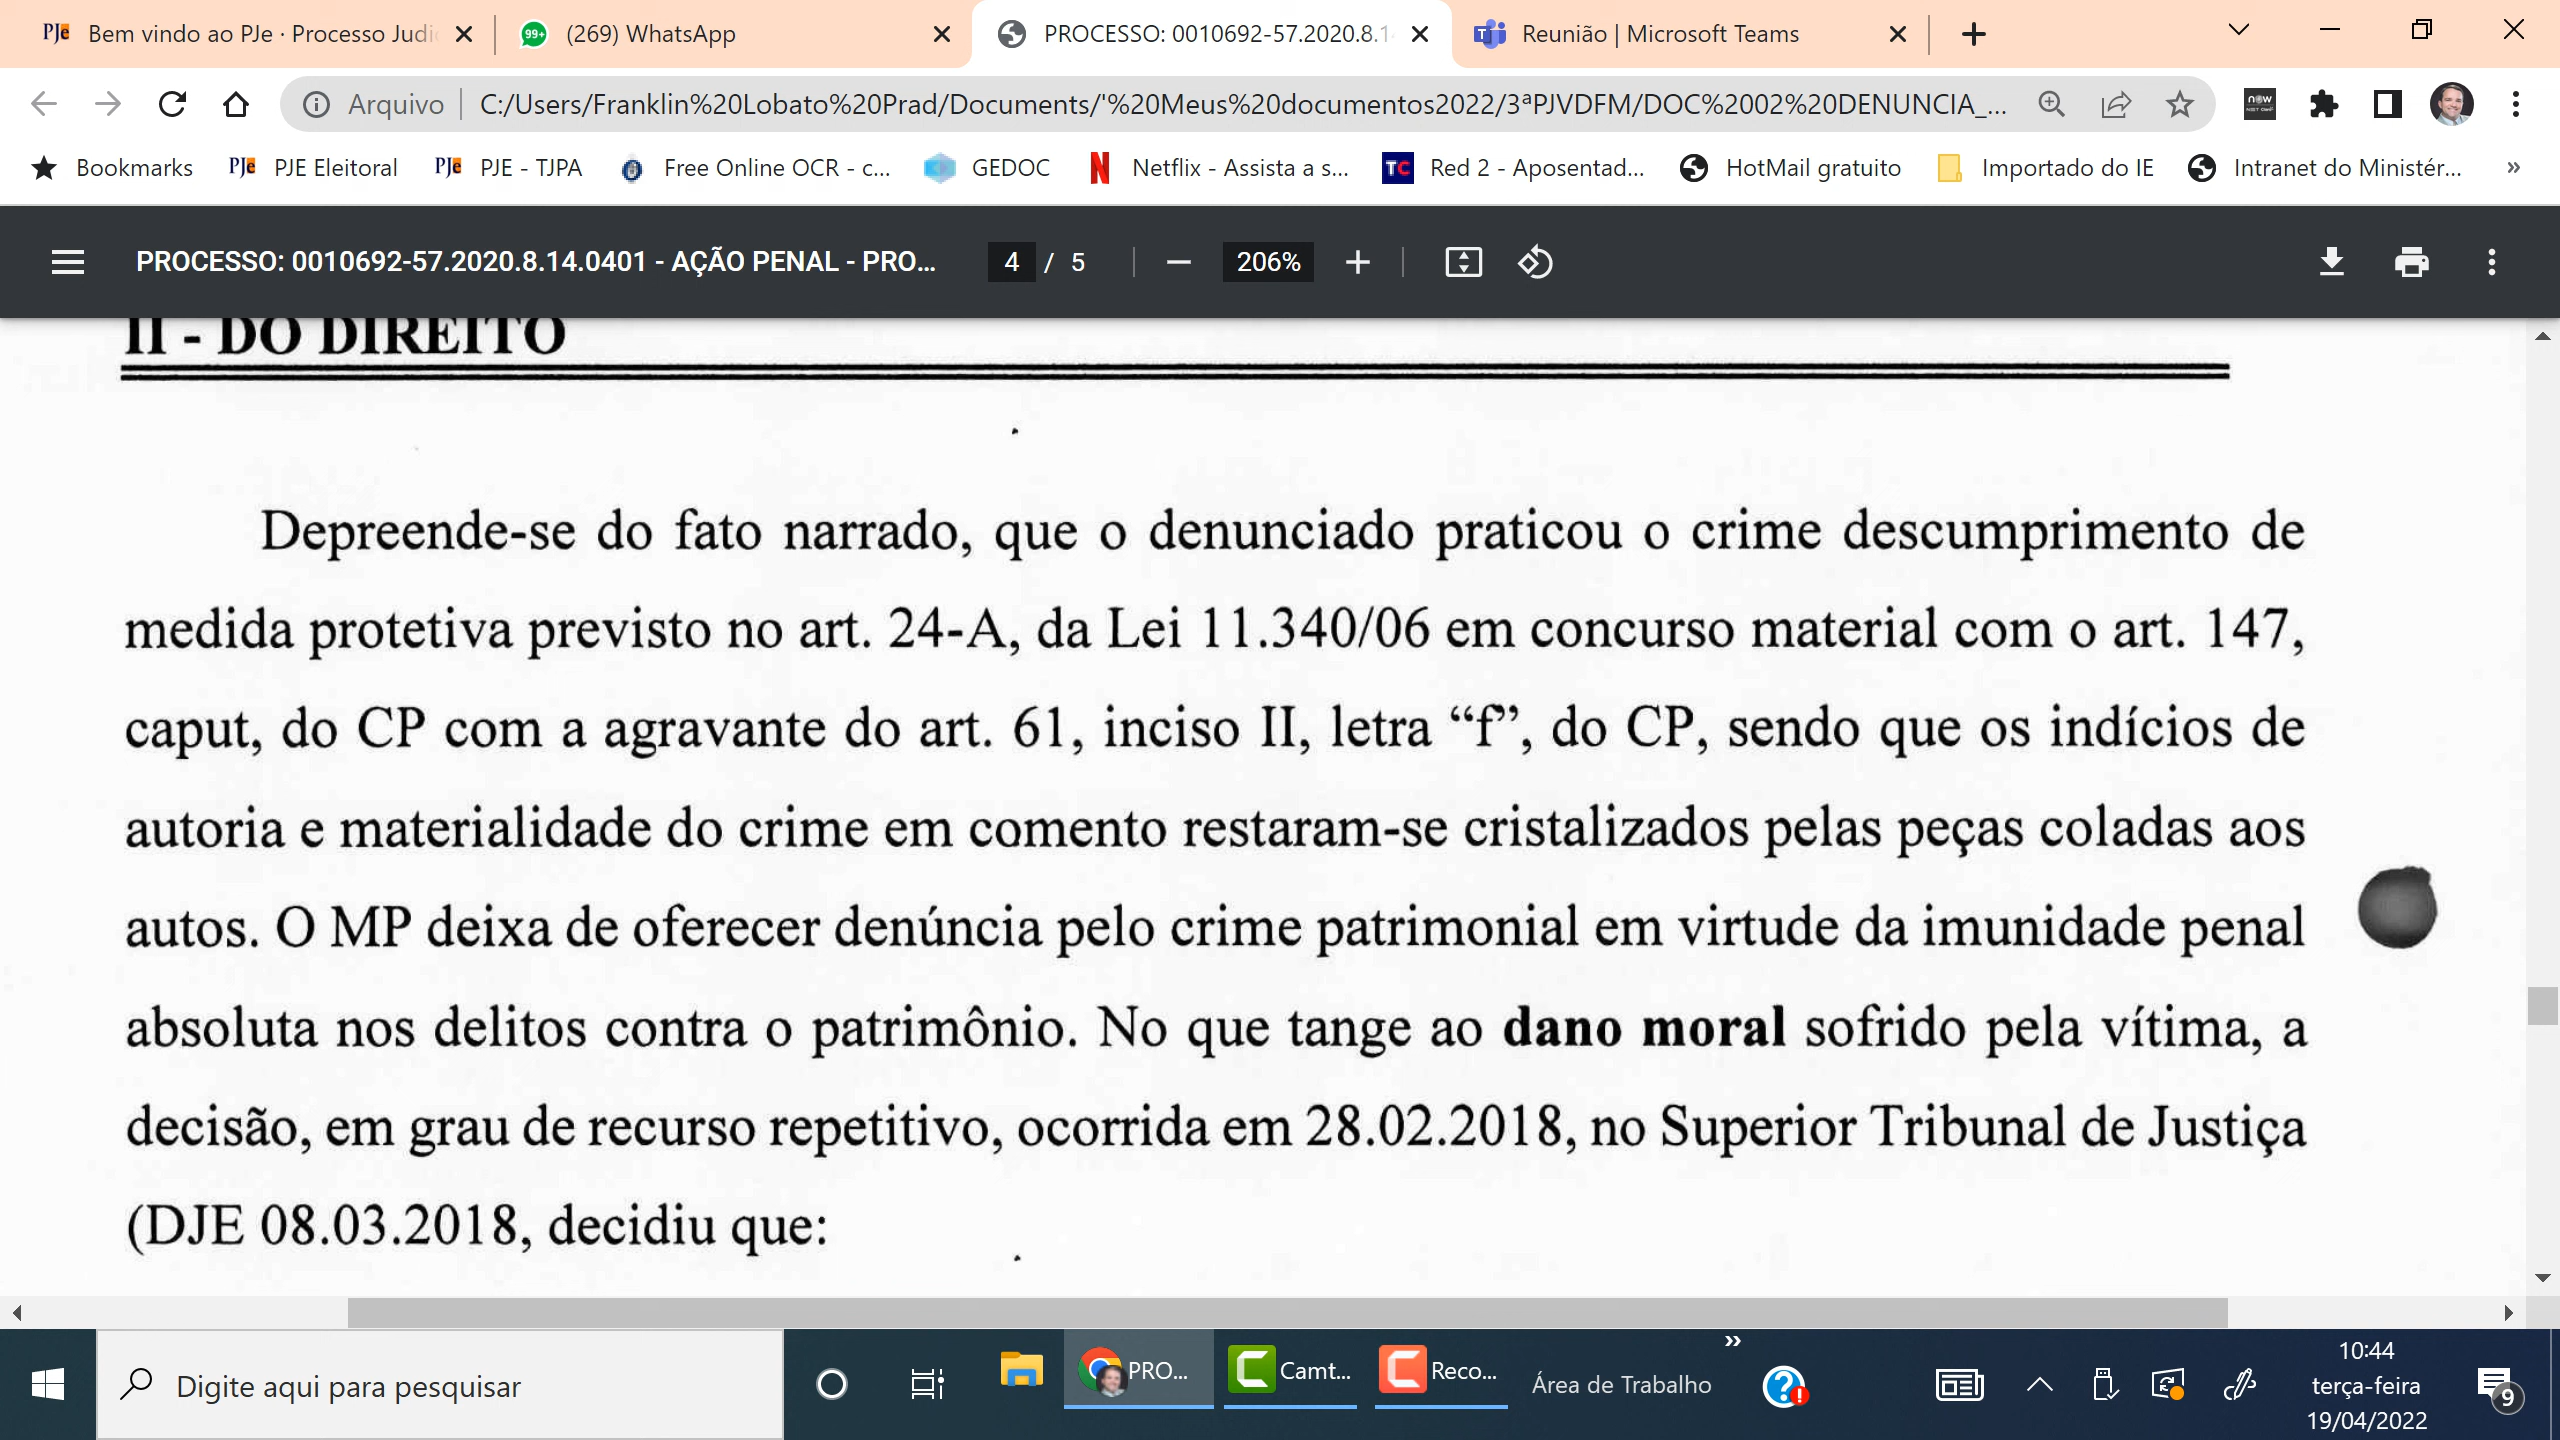 PJe Bem vindo ao PJe · Processo Judi
99+ (269) WhatsApp
PROCESSO: 0010692-57.2020.8.1
Reunião | Microsoft Teams
Arquivo
C:/Users/Franklin%20Lobato%20Prad/Documents/'%20Meus%20documentos2022/3ªPJVDFM/DOC%2002%20DENUNCIA_...
now
Bookmarks
PJe PJE Eleitoral
PJe PJE - TJPA
Free Online OCR - c...
GEDOC
N Netflix - Assista a s...
TC Red 2 - Aposentad...
HotMail gratuito
Importado do IE
Intranet do Ministér...
»
PROCESSO: 0010692-57.2020.8.14.0401 - AÇÃO PENAL - PRO...
4 / 5
206%
II - DO DIREITO
Depreende-se do fato narrado, que o denunciado praticou o crime descumprimento de
medida protetiva previsto no art. 24-A, da Lei 11.340/06 em concurso material com o art. 147,
caput, do CP com a agravante do art. 61, inciso II, letra “f”, do CP, sendo que os indícios de
autoria e materialidade do crime em comento restaram-se cristalizados pelas peças coladas aos
autos. O MP deixa de oferecer denúncia pelo crime patrimonial em virtude da imunidade penal
absoluta nos delitos contra o patrimônio. No que tange ao dano moral sofrido pela vítima, a
decisão, em grau de recurso repetitivo, ocorrida em 28.02.2018, no Superior Tribunal de Justiça
(DJE 08.03.2018, decidiu que:
Digite aqui para pesquisar
PRO...
Camt...
Reco...
Área de Trabalho
»
10:44
terça-feira
19/04/2022
9